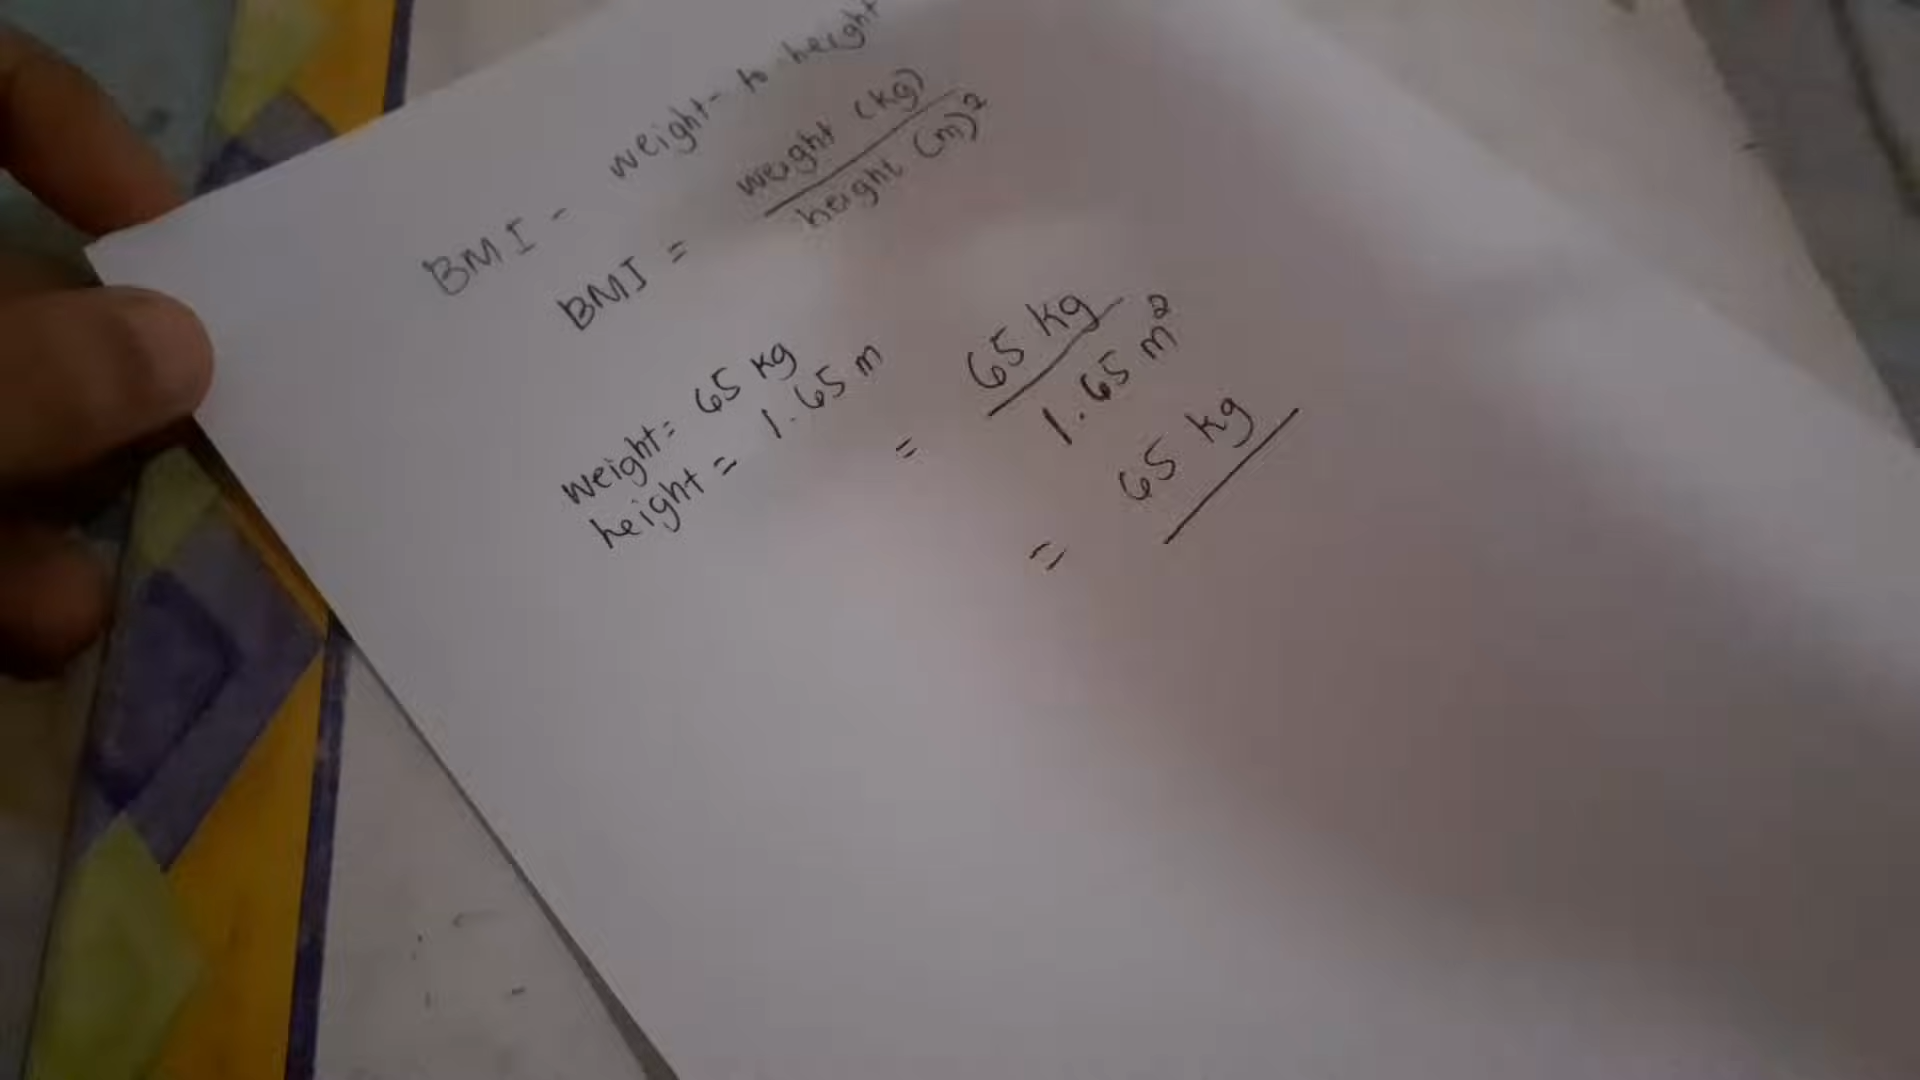 BMI - weight- to height
BMI = weight (kg)
height (m)²
weight = 65 kg
height = 1.65 m
= 65 kg
1.65 m²
= 65 kg